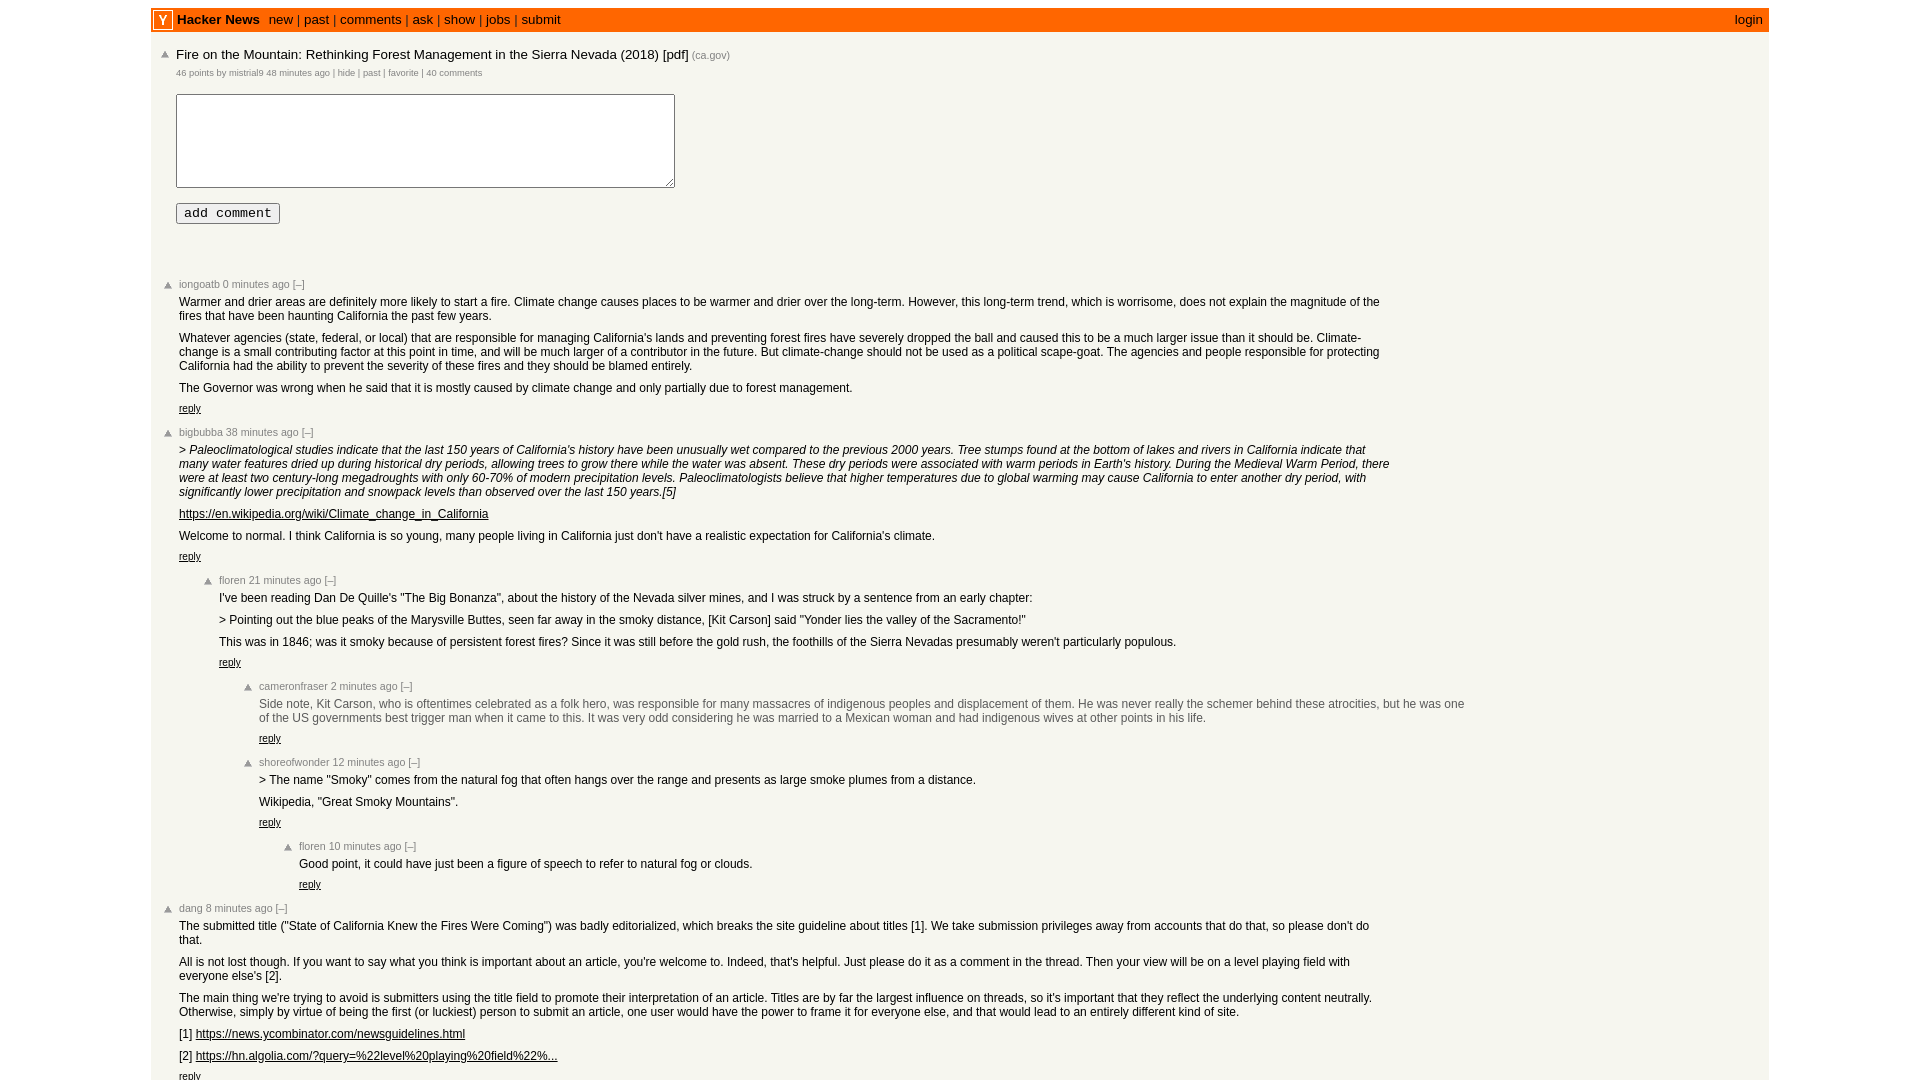 Y Hacker News new | past | comments | ask | show | jobs | submit login
Fire on the Mountain: Rethinking Forest Management in the Sierra Nevada (2018) [pdf] (ca.gov)
46 points by mistrial9 48 minutes ago | hide | past | favorite | 40 comments
add comment
iongoatb 0 minutes ago [–]
Warmer and drier areas are definitely more likely to start a fire. Climate change causes places to be warmer and drier over the long-term. However, this long-term trend, which is worrisome, does not explain the magnitude of the
fires that have been haunting California the past few years.
Whatever agencies (state, federal, or local) that are responsible for managing California's lands and preventing forest fires have severely dropped the ball and caused this to be a much larger issue than it should be. Climate-
change is a small contributing factor at this point in time, and will be much larger of a contributor in the future. But climate-change should not be used as a political scape-goat. The agencies and people responsible for protecting
California had the ability to prevent the severity of these fires and they should be blamed entirely.
The Governor was wrong when he said that it is mostly caused by climate change and only partially due to forest management.
reply
bigbubba 38 minutes ago [–]
> Paleoclimatological studies indicate that the last 150 years of California's history have been unusually wet compared to the previous 2000 years. Tree stumps found at the bottom of lakes and rivers in California indicate that
many water features dried up during historical dry periods, allowing trees to grow there while the water was absent. These dry periods were associated with warm periods in Earth's history. During the Medieval Warm Period, there
were at least two century-long megadroughts with only 60-70% of modern precipitation levels. Paleoclimatologists believe that higher temperatures due to global warming may cause California to enter another dry period, with
significantly lower precipitation and snowpack levels than observed over the last 150 years.[5]
https://en.wikipedia.org/wiki/Climate_change_in_California
Welcome to normal. I think California is so young, many people living in California just don't have a realistic expectation for California's climate.
reply
floren 21 minutes ago [–]
I've been reading Dan De Quille's "The Big Bonanza", about the history of the Nevada silver mines, and I was struck by a sentence from an early chapter:
> Pointing out the blue peaks of the Marysville Buttes, seen far away in the smoky distance, [Kit Carson] said "Yonder lies the valley of the Sacramento!"
This was in 1846; was it smoky because of persistent forest fires? Since it was still before the gold rush, the foothills of the Sierra Nevadas presumably weren't particularly populous.
reply
cameronfraser 2 minutes ago [–]
Side note, Kit Carson, who is oftentimes celebrated as a folk hero, was responsible for many massacres of indigenous peoples and displacement of them. He was never really the schemer behind these atrocities, but he was one
of the US governments best trigger man when it came to this. It was very odd considering he was married to a Mexican woman and had indigenous wives at other points in his life.
reply
shoreofwonder 12 minutes ago [–]
> The name "Smoky" comes from the natural fog that often hangs over the range and presents as large smoke plumes from a distance.
Wikipedia, "Great Smoky Mountains".
reply
floren 10 minutes ago [–]
Good point, it could have just been a figure of speech to refer to natural fog or clouds.
reply
dang 8 minutes ago [–]
The submitted title ("State of California Knew the Fires Were Coming") was badly editorialized, which breaks the site guideline about titles [1]. We take submission privileges away from accounts that do that, so please don't do
that.
All is not lost though. If you want to say what you think is important about an article, you're welcome to. Indeed, that's helpful. Just please do it as a comment in the thread. Then your view will be on a level playing field with
everyone else's [2].
The main thing we're trying to avoid is submitters using the title field to promote their interpretation of an article. Titles are by far the largest influence on threads, so it's important that they reflect the underlying content neutrally.
Otherwise, simply by virtue of being the first (or luckiest) person to submit an article, one user would have the power to frame it for everyone else, and that would lead to an entirely different kind of site.
[1] https://news.ycombinator.com/newsguidelines.html
[2] https://hn.algolia.com/?query=%22level%20playing%20field%22%...
reply